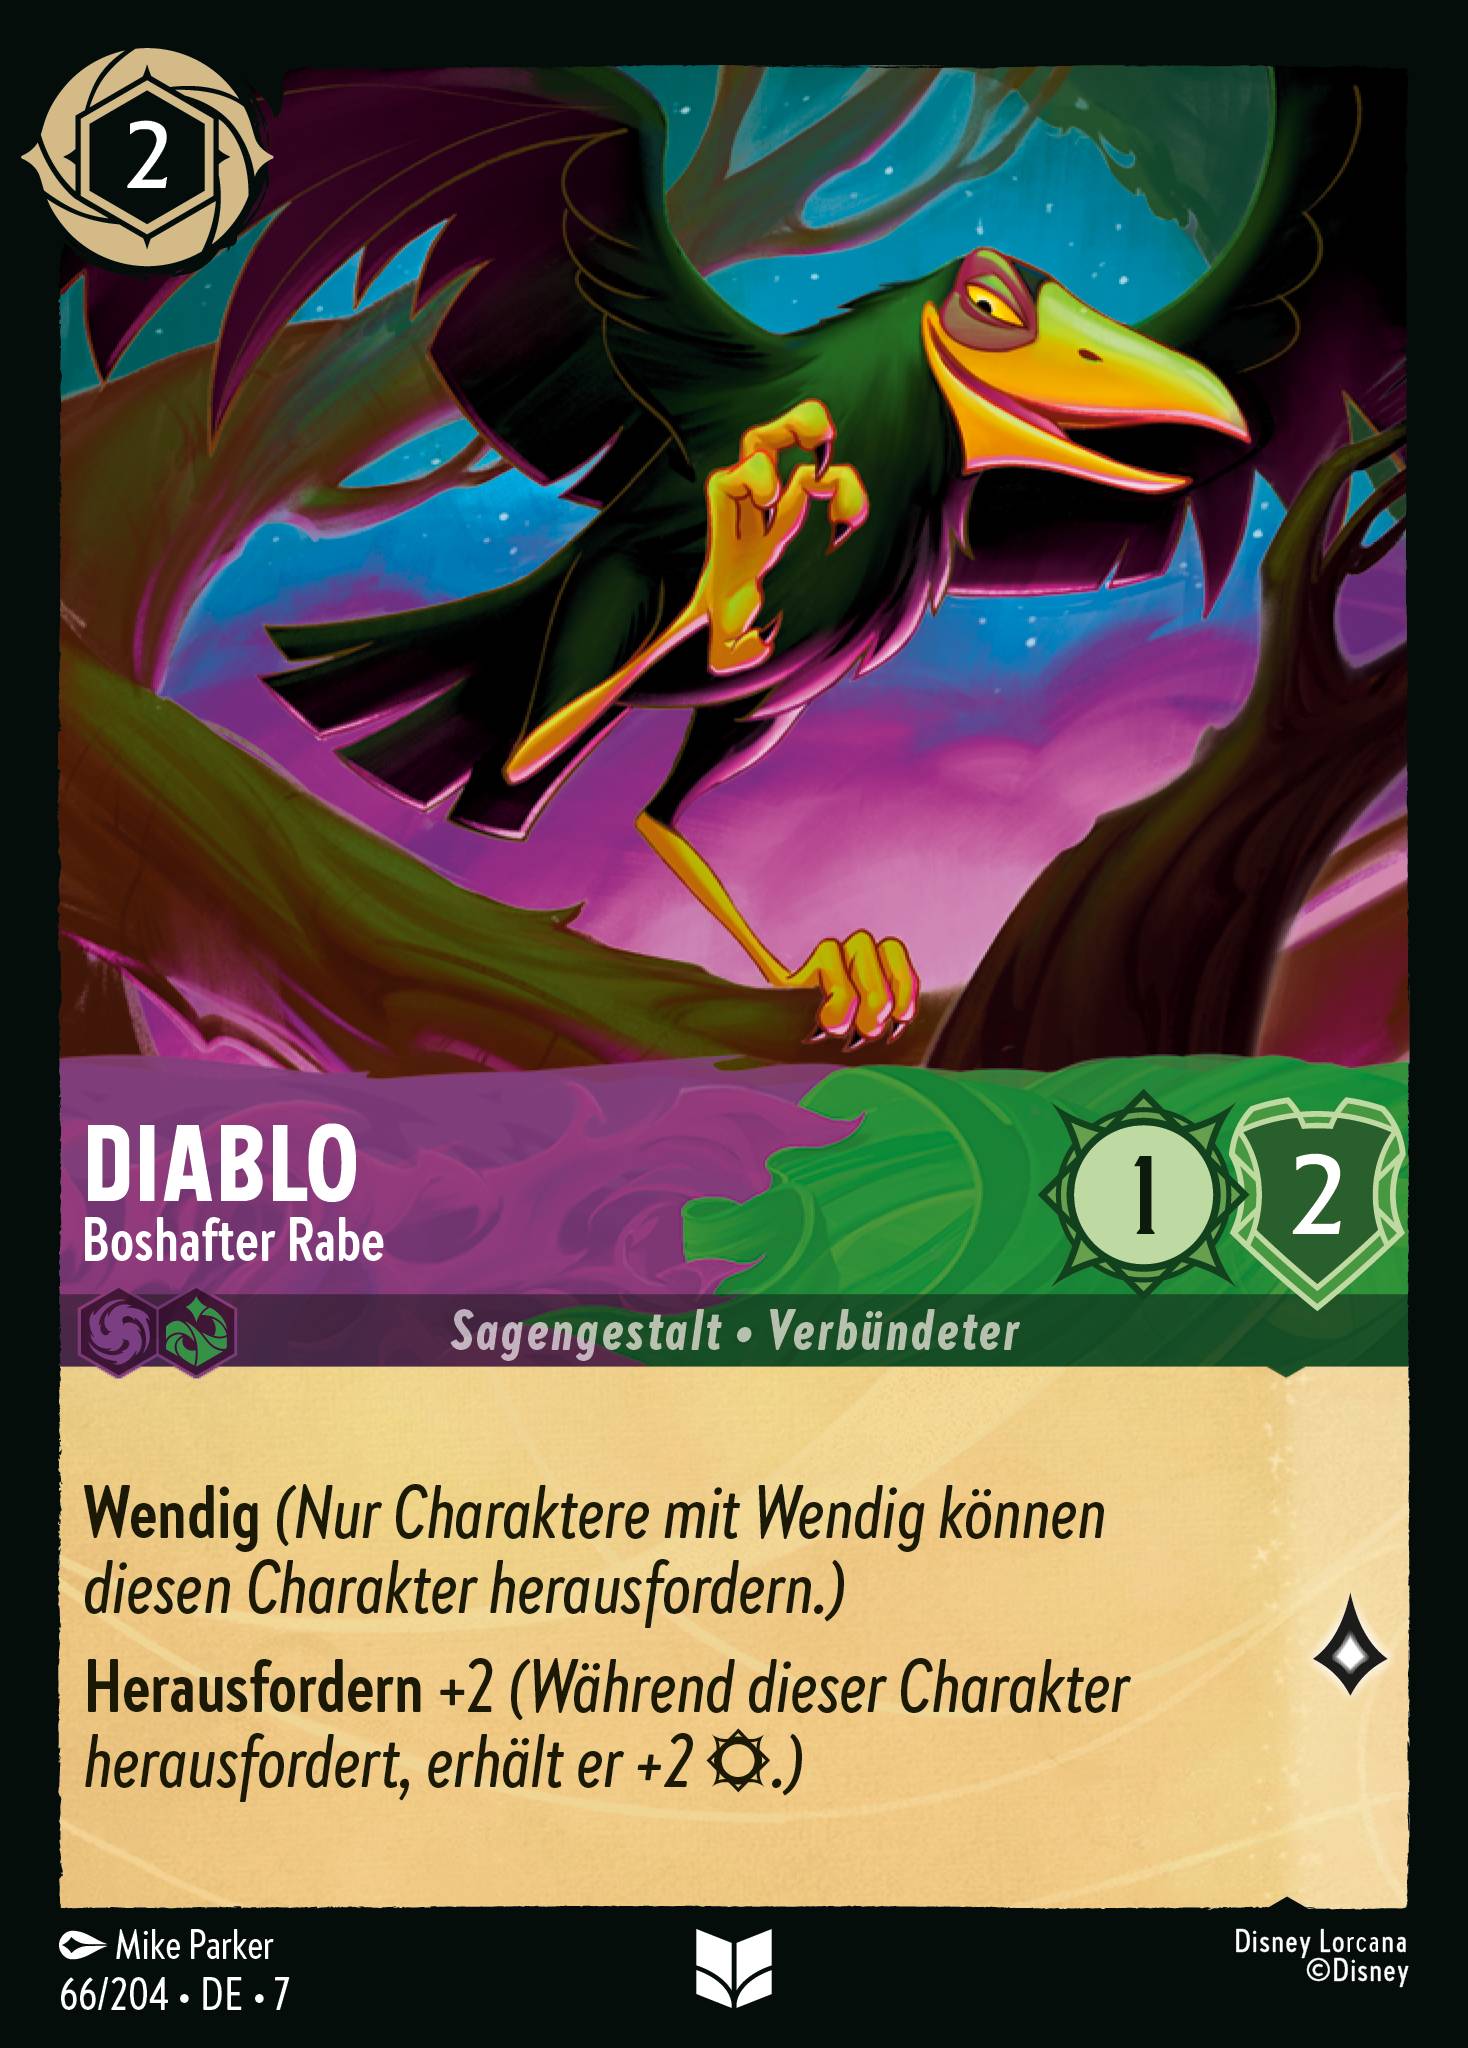 2
DIABLO
Boshafter Rabe
1
2
Sagengestalt • Verbündeter
Wendig (Nur Charaktere mit Wendig können
diesen Charakter herausfordern.)
Herausfordern +2 (Während dieser Charakter
herausfordert, erhält er +2 .)
Mike Parker
66/204 • DE • 7
Disney Lorcana
©Disney